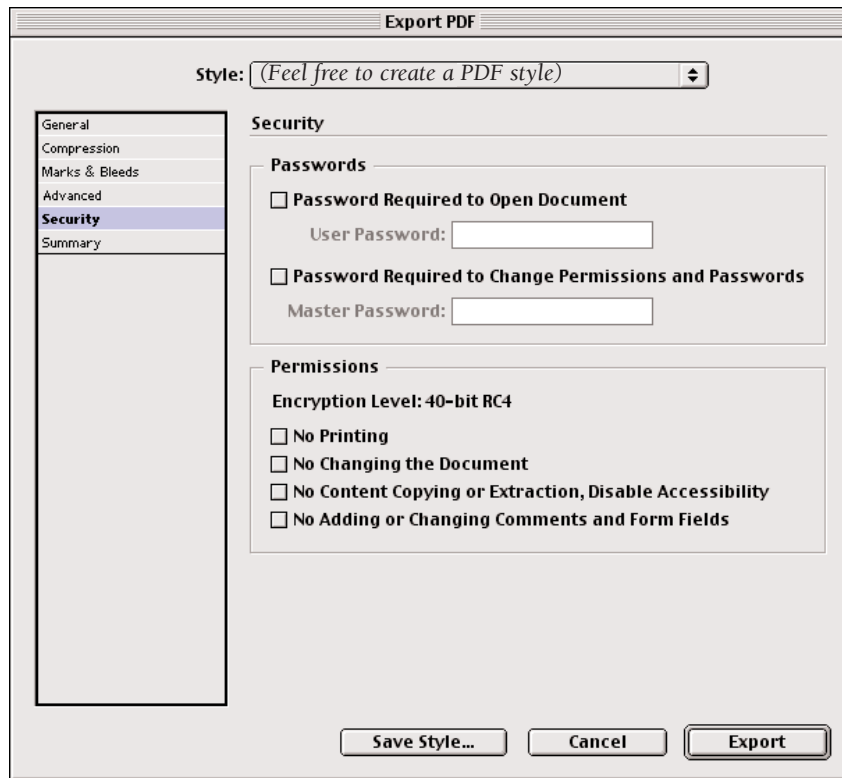 Export PDF
Style: (Feel free to create a PDF style)
General
Compression
Marks & Bleeds
Advanced
Security
Summary
Security
Passwords
Password Required to Open Document
User Password:
Password Required to Change Permissions and Passwords
Master Password:
Permissions
Encryption Level: 40-bit RC4
No Printing
No Changing the Document
No Content Copying or Extraction, Disable Accessibility
No Adding or Changing Comments and Form Fields
Save Style...
Cancel
Export